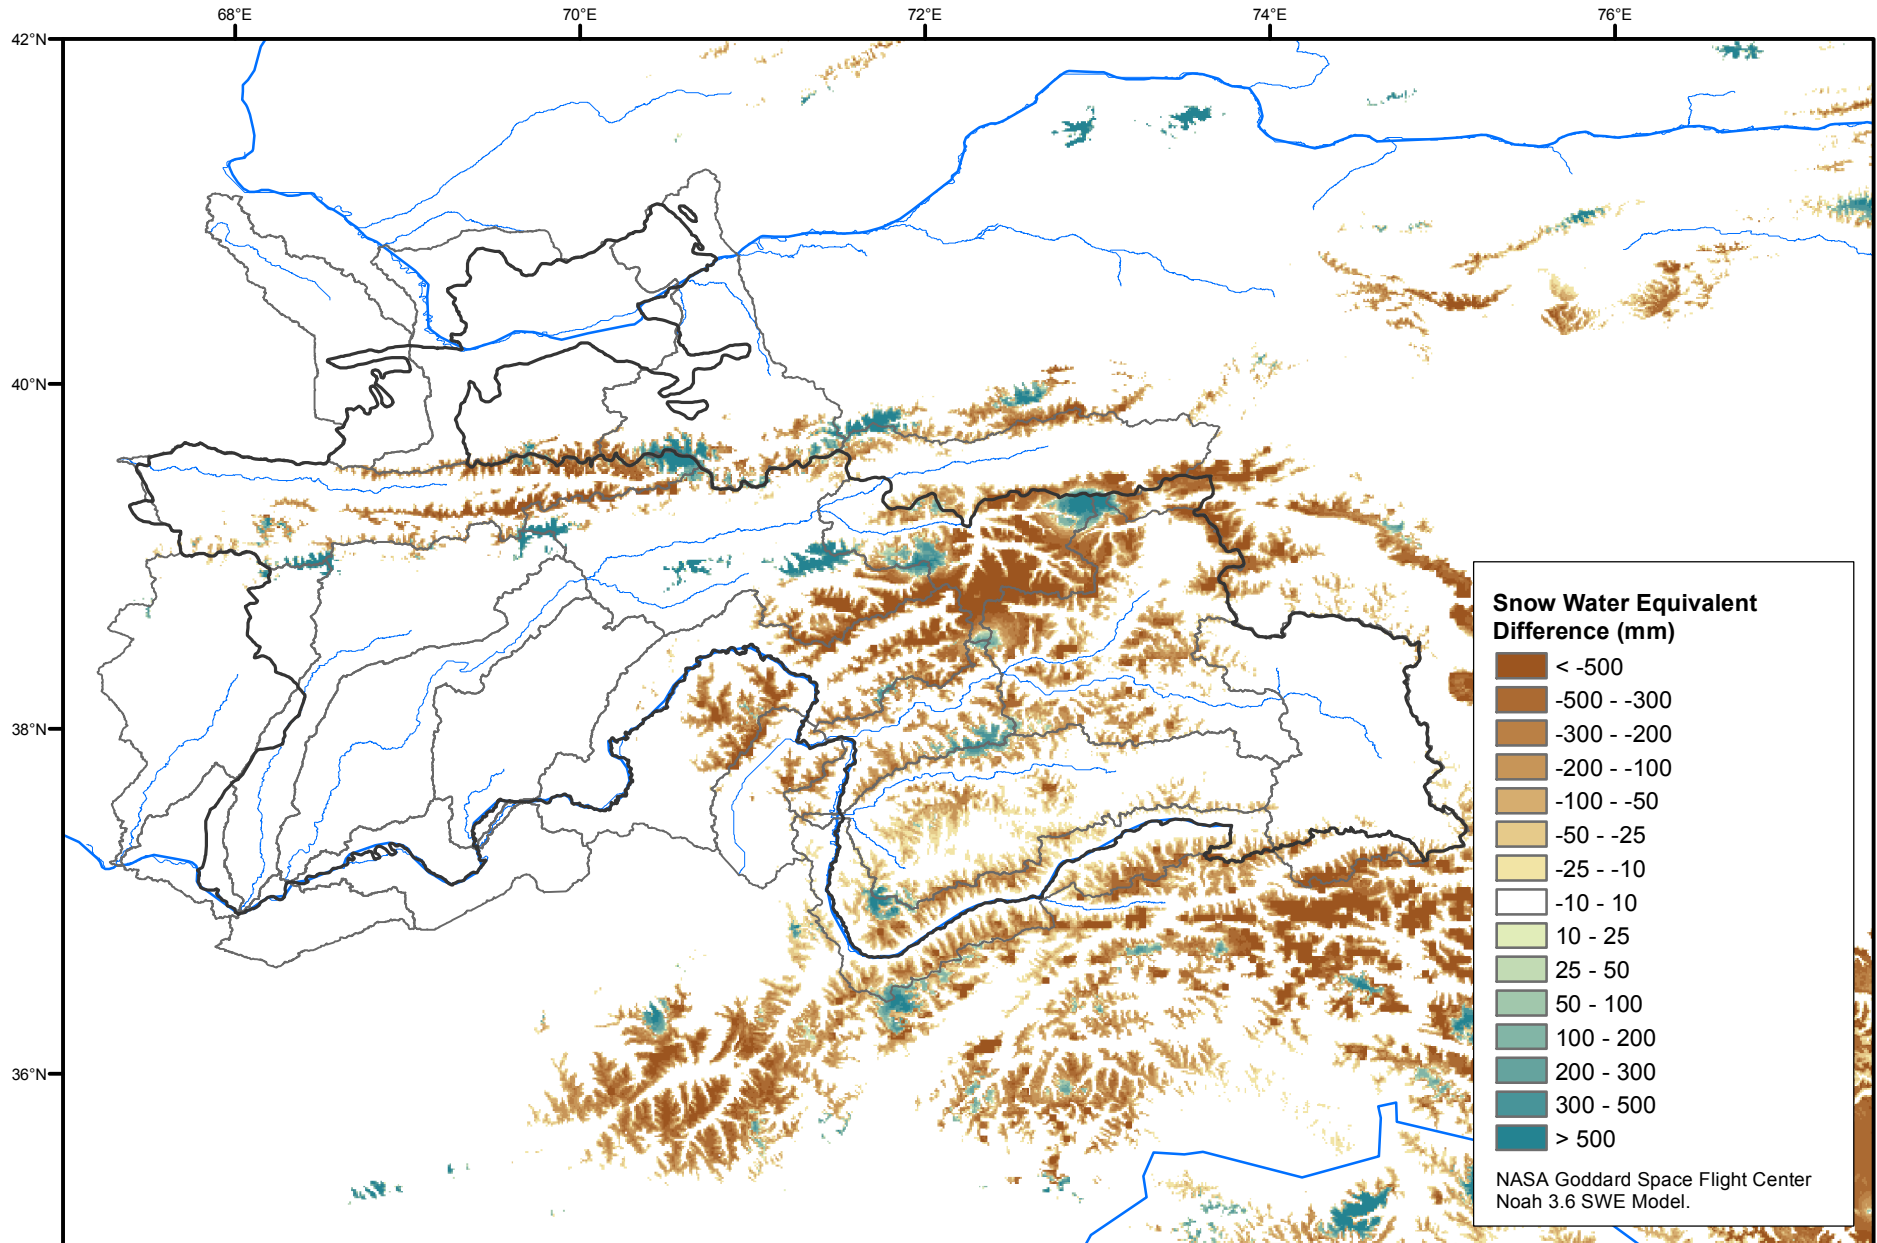 68°E
70°E
72°E
74°E
76°E
42°N
40°N
38°N
36°N
Snow Water Equivalent
Difference (mm)
< -500
-500 - -300
-300 - -200
-200 - -100
-100 - -50
-50 - -25
-25 - -10
-10 - 10
10 - 25
25 - 50
50 - 100
100 - 200
200 - 300
300 - 500
> 500
NASA Goddard Space Flight Center
Noah 3.6 SWE Model.